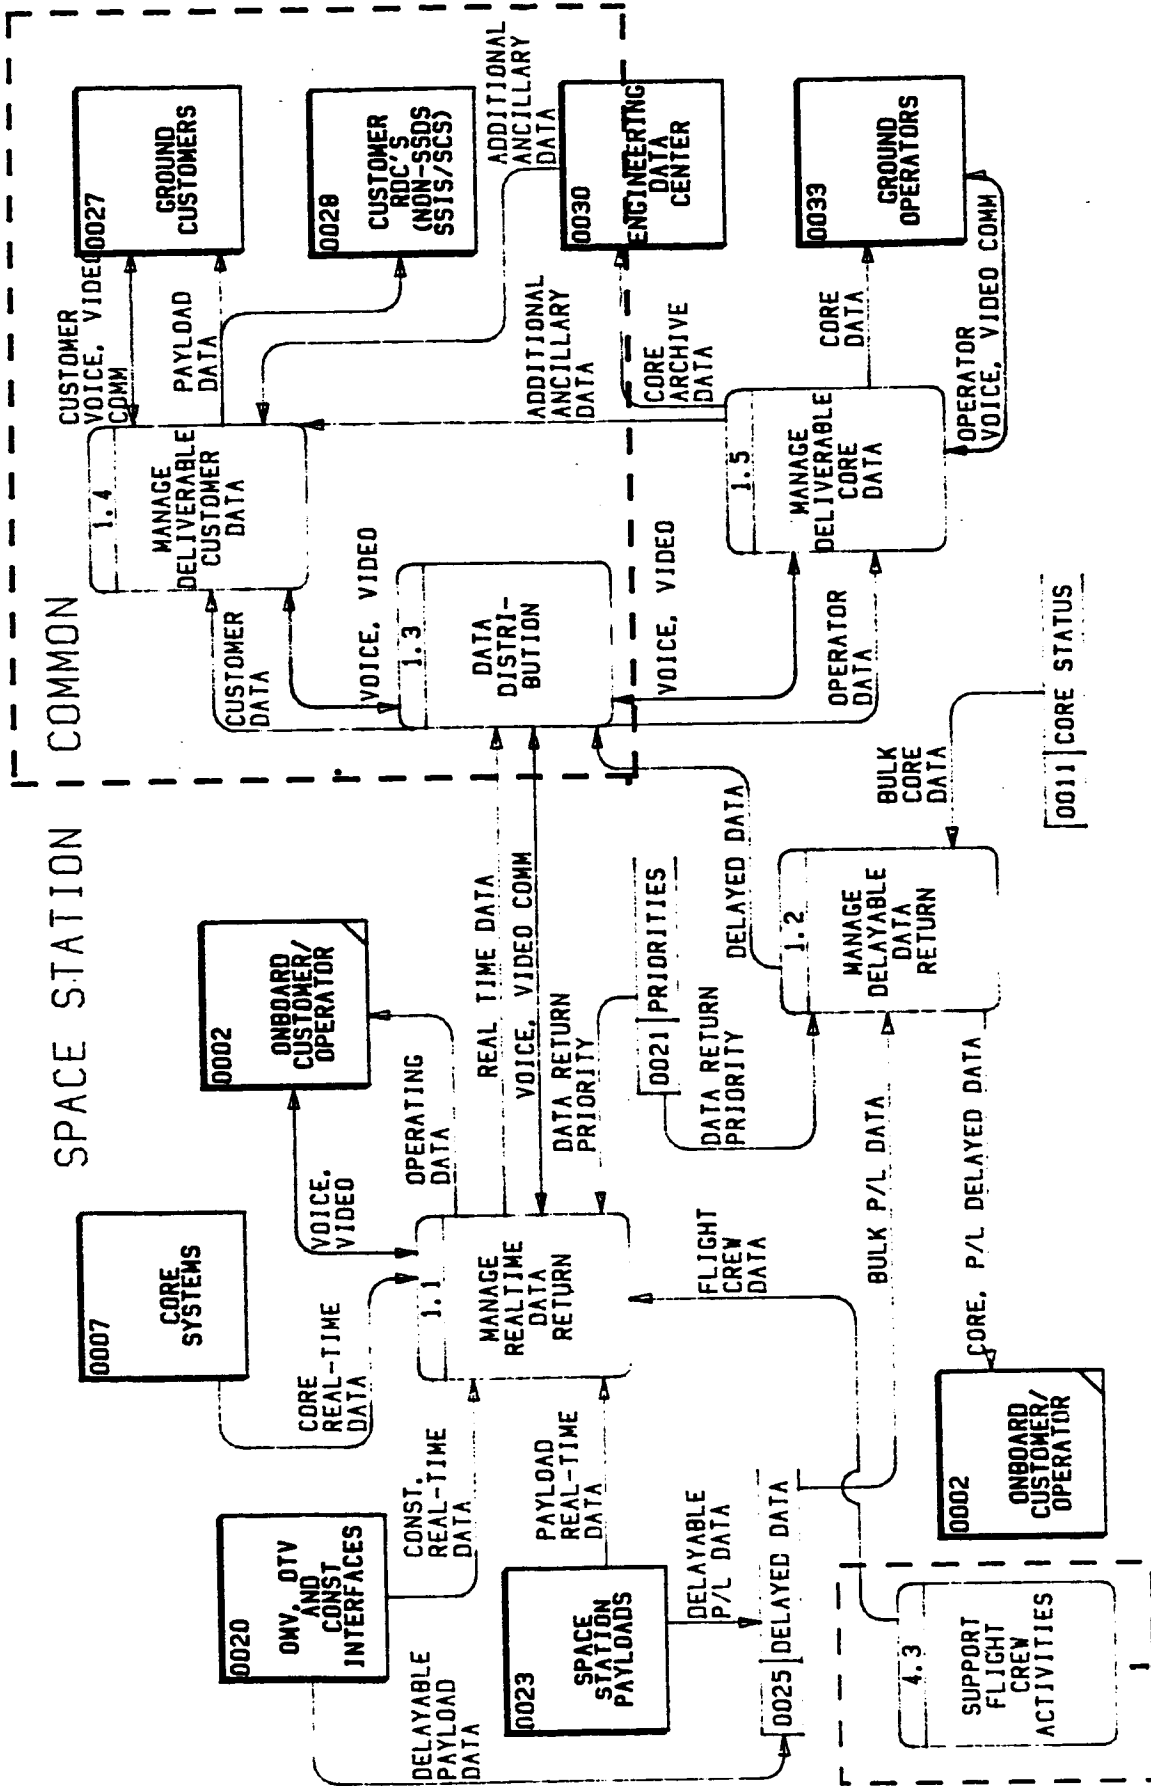 SPACE STATION
COMMON
0020
OMV, OTV
AND
CONST
INTERFACES
0007
CORE
SYSTEMS
0002
ONBOARD
CUSTOMER/
OPERATOR
CORE
REAL-TIME
DATA
VOICE,
VIDEO
OPERATING
DATA
DELAYABLE
PAYLOAD
DATA
CONST.
REAL-TIME
DATA
1.1
MANAGE
REALTIME
DATA
RETURN
REAL TIME DATA
VOICE, VIDEO COMM
DATA RETURN
PRIORITY
0023
SPACE
STATION
PAYLOADS
PAYLOAD
REAL-TIME
DATA
DELAYABLE
P/L DATA
FLIGHT
CREW
DATA
0021
PRIORITIES
DATA RETURN
PRIORITY
DELAYED DATA
0025
DELAYED DATA
BULK P/L DATA
1.2
MANAGE
DELAYABLE
DATA
RETURN
BULK
CORE
DATA
4.3
SUPPORT
FLIGHT
CREW
ACTIVITIES
1
0002
ONBOARD
CUSTOMER/
OPERATOR
CORE, P/L DELAYED DATA
0011
CORE STATUS
CUSTOMER
VOICE, VIDEO
COMM
0027
GROUND
CUSTOMERS
1.4
MANAGE
DELIVERABLE
CUSTOMER
DATA
PAYLOAD
DATA
CUSTOMER
DATA
VOICE, VIDEO
0028
CUSTOMER
RDC'S
(NON-SSDS
SSIS/SCS)
1.3
DATA
DISTRI-
BUTION
ADDITIONAL
ANCILLARY
DATA
ADDITIONAL
ANCILLARY
DATA
0030
ENGINEERING
DATA
CENTER
VOICE, VIDEO
CORE
ARCHIVE
DATA
1.5
MANAGE
DELIVERABLE
CORE
DATA
CORE
DATA
0033
GROUND
OPERATORS
OPERATOR
DATA
OPERATOR
VOICE, VIDEO COMM